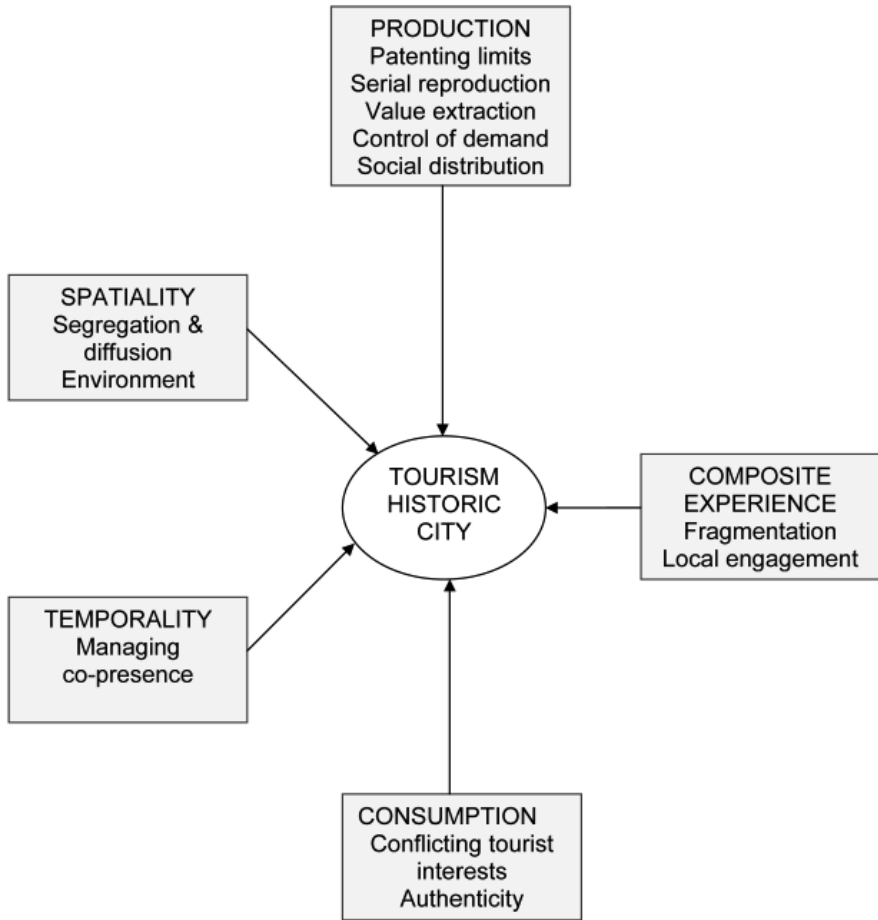 PRODUCTION
Patenting limits
Serial reproduction
Value extraction
Control of demand
Social distribution
SPATIALITY
Segregation &
diffusion
Environment
TOURISM
HISTORIC
CITY
COMPOSITE
EXPERIENCE
Fragmentation
Local engagement
TEMPORALITY
Managing
co-presence
CONSUMPTION
Conflicting tourist
interests
Authenticity